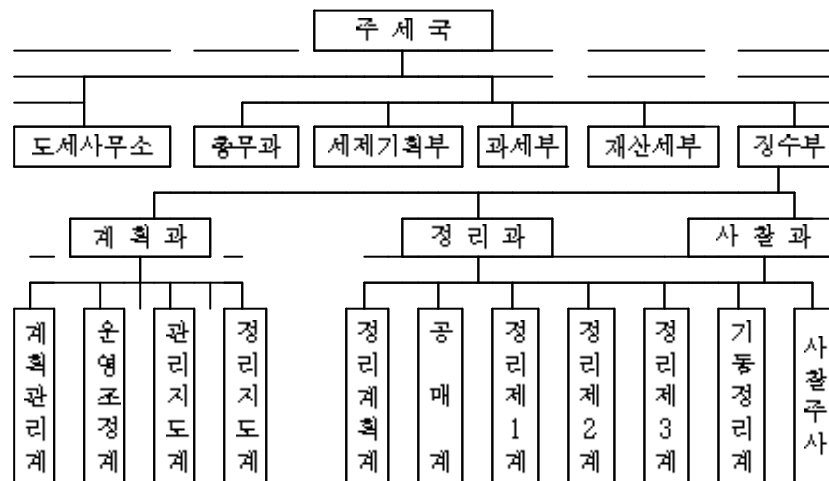 주 세 국
도세사무소 총무과 세제기획부 과세부 재산세부 징수부
계 획 과 정 리 과 사 찰 과
계획관리계
운영조정계
관리지도계
정리지도계
정리계획계
공 매 계
정리제1계
정리제2계
정리제3계
기동정리계
사찰주사